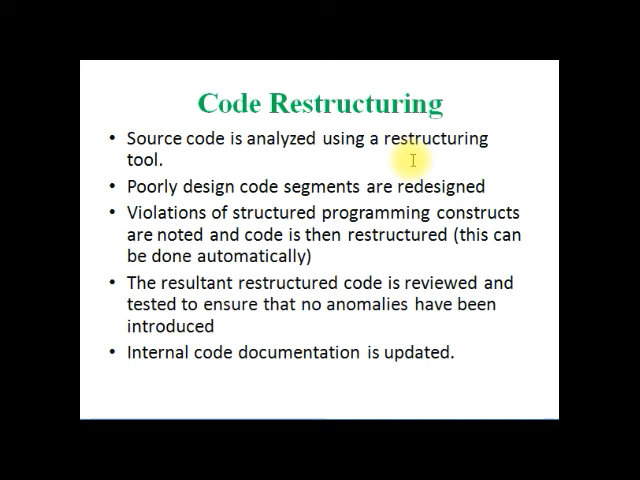 Code Restructuring
• Source code is analyzed using a restructuring
tool.
• Poorly design code segments are redesigned
• Violations of structured programming constructs
are noted and code is then restructured (this can
be done automatically)
• The resultant restructured code is reviewed and
tested to ensure that no anomalies have been
introduced
• Internal code documentation is updated.